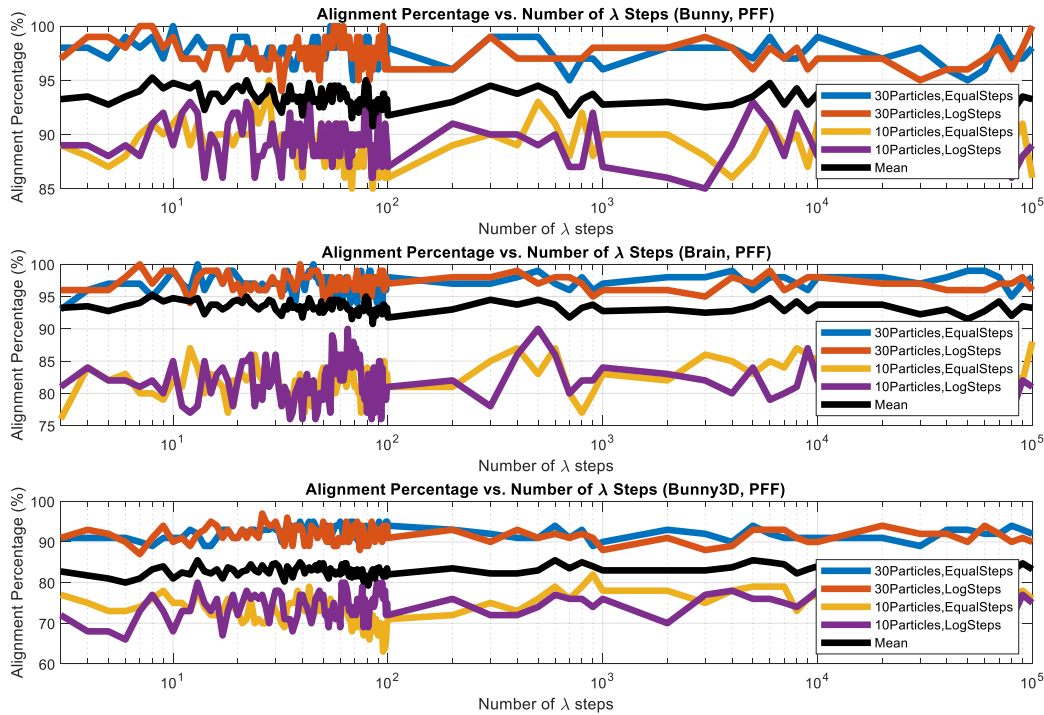 Alignment Percentage vs. Number of λ Steps (Bunny, PFF)
Alignment Percentage (%)
100
95
90
85
10^1
10^2
10^3
10^4
10^5
Number of λ steps
30Particles,EqualSteps
30Particles,LogSteps
10Particles,EqualSteps
10Particles,LogSteps
Mean
Alignment Percentage vs. Number of λ Steps (Brain, PFF)
Alignment Percentage (%)
100
95
90
85
80
75
10^1
10^2
10^3
10^4
10^5
Number of λ steps
30Particles,EqualSteps
30Particles,LogSteps
10Particles,EqualSteps
10Particles,LogSteps
Mean
Alignment Percentage vs. Number of λ Steps (Bunny3D, PFF)
Alignment Percentage (%)
100
90
80
70
60
10^1
10^2
10^3
10^4
10^5
Number of λ steps
30Particles,EqualSteps
30Particles,LogSteps
10Particles,EqualSteps
10Particles,LogSteps
Mean